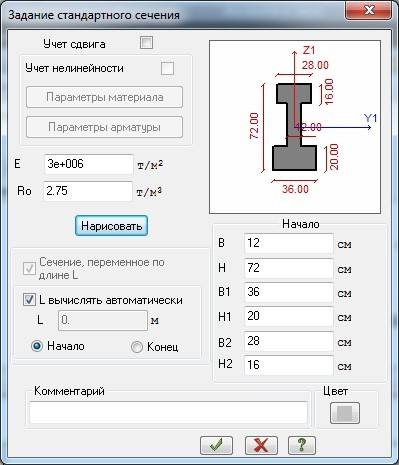 Задание стандартного сечения
Учет сдвига
Учет нелинейности
Параметры материала
Параметры арматуры
E 3e+006 т/м²
Ro 2.75 т/м³
Нарисовать
Сечение, переменное по
длине L
L вычислять автоматически
L 0. м
Начало Конец
Z1
28.00
16.00
72.00
12.00
Y1
20.00
36.00
Начало
B 12 см
H 72 см
B1 36 см
H1 20 см
B2 28 см
H2 16 см
Комментарий
Цвет
?